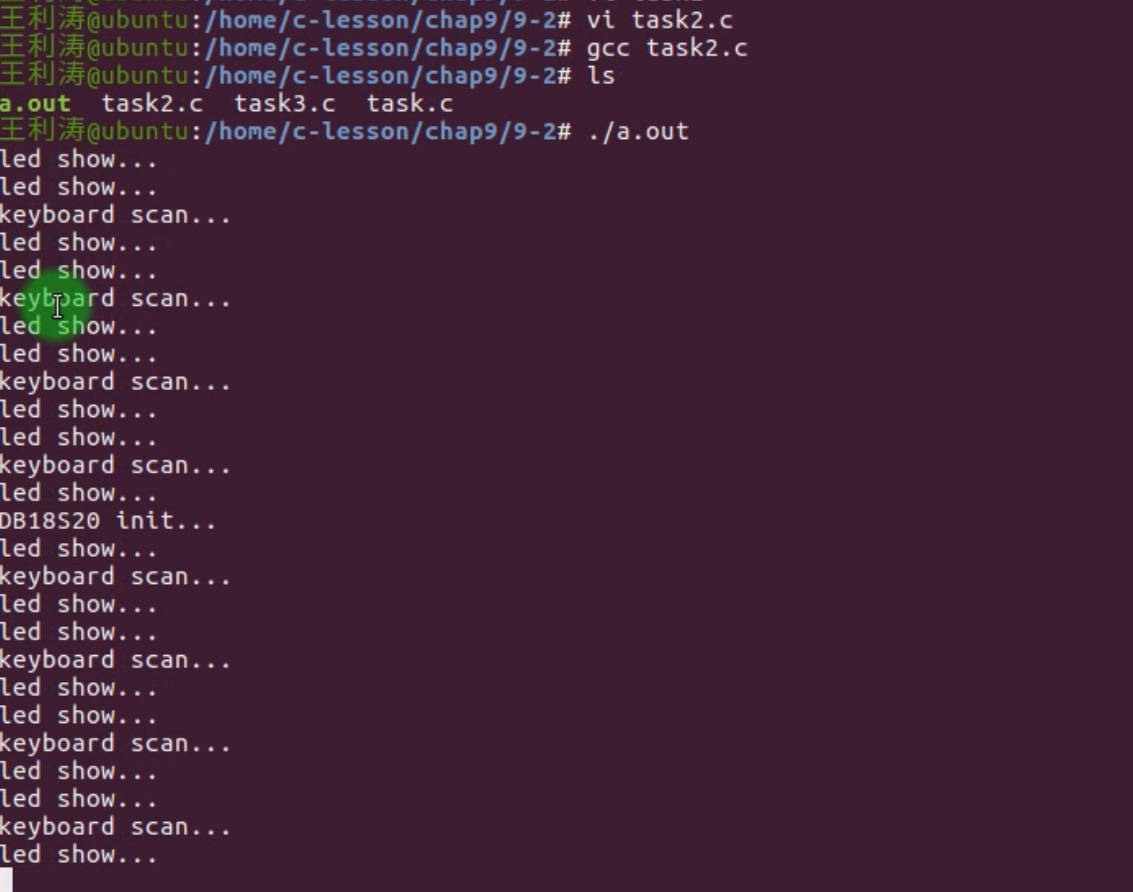 王利涛@ubuntu:/home/c-lesson/chap9/9-2# vi task2.c
王利涛@ubuntu:/home/c-lesson/chap9/9-2# gcc task2.c
王利涛@ubuntu:/home/c-lesson/chap9/9-2# ls
a.out  task2.c  task3.c  task.c
王利涛@ubuntu:/home/c-lesson/chap9/9-2# ./a.out
led show...
led show...
keyboard scan...
led show...
led show...
keyboard scan...
led show...
led show...
keyboard scan...
led show...
led show...
keyboard scan...
led show...
DB18S20 init...
led show...
keyboard scan...
led show...
led show...
keyboard scan...
led show...
led show...
keyboard scan...
led show...
led show...
keyboard scan...
led show...